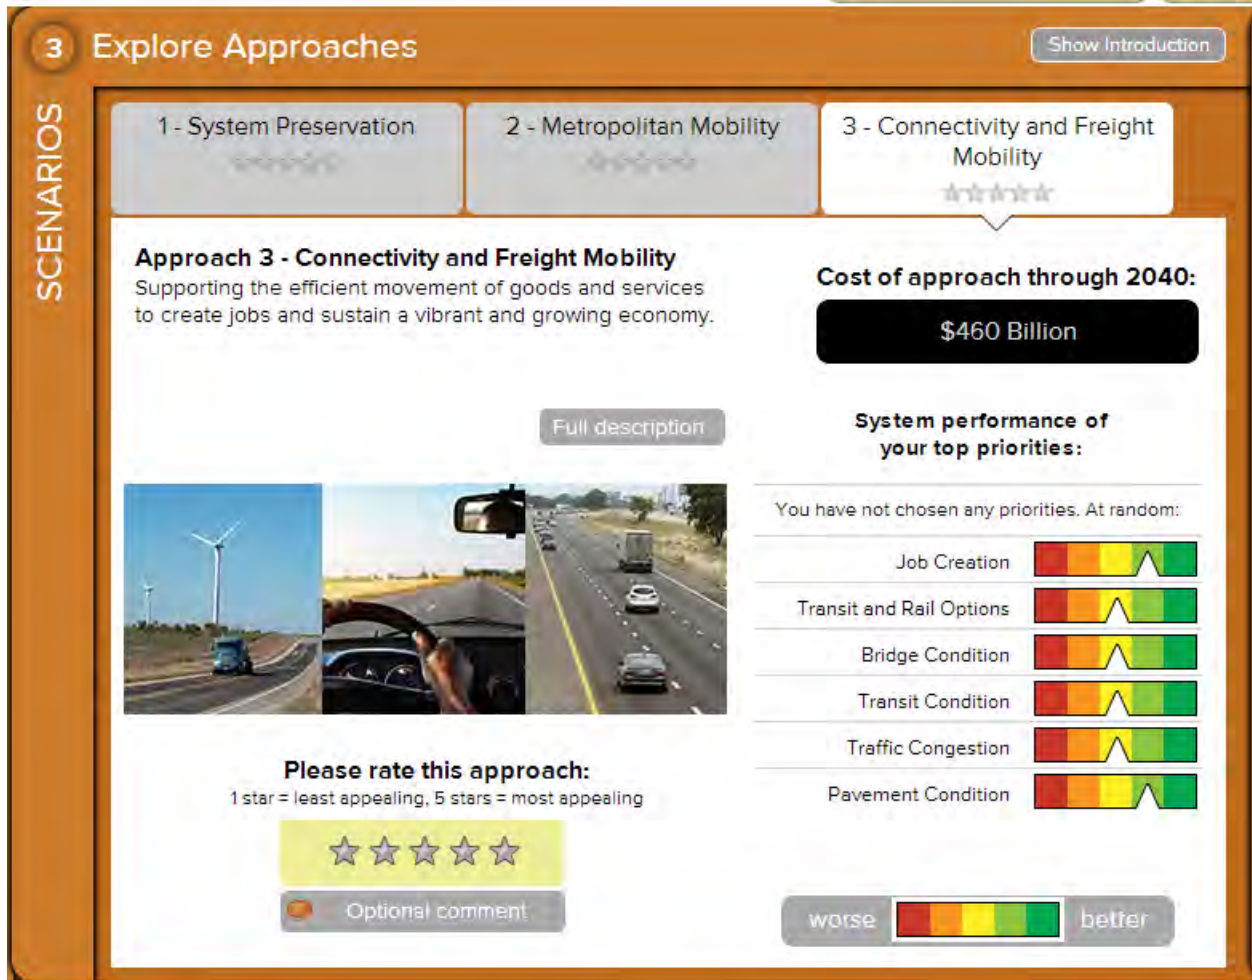 3 Explore Approaches
Show Introduction
SCENARIOS
1 - System Preservation
2 - Metropolitan Mobility
3 - Connectivity and Freight
Mobility
Approach 3 - Connectivity and Freight Mobility
Supporting the efficient movement of goods and services
to create jobs and sustain a vibrant and growing economy.
Full description
Cost of approach through 2040:
$460 Billion
System performance of
your top priorities:
You have not chosen any priorities. At random:
Job Creation
Transit and Rail Options
Bridge Condition
Transit Condition
Traffic Congestion
Pavement Condition
Please rate this approach:
1 star = least appealing, 5 stars = most appealing
Optional comment
worse better